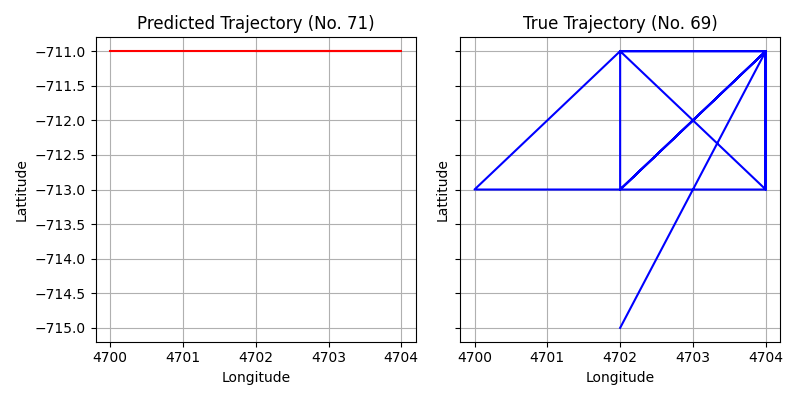 Predicted Trajectory (No. 71)
−711.0
−711.5
−712.0
−712.5
−713.0
−713.5
−714.0
−714.5
−715.0
Lattitude
4700 4701 4702 4703 4704
Longitude
True Trajectory (No. 69)
Lattitude
4700 4701 4702 4703 4704
Longitude